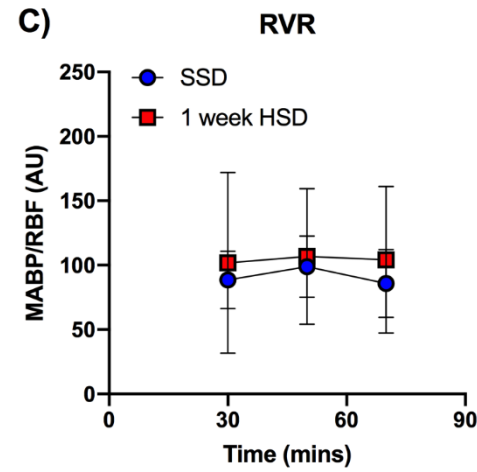 C)
RVR
SSD
1 week HSD
MABP/RBF (AU)
250
200
150
100
50
0
0 30 60 90
Time (mins)